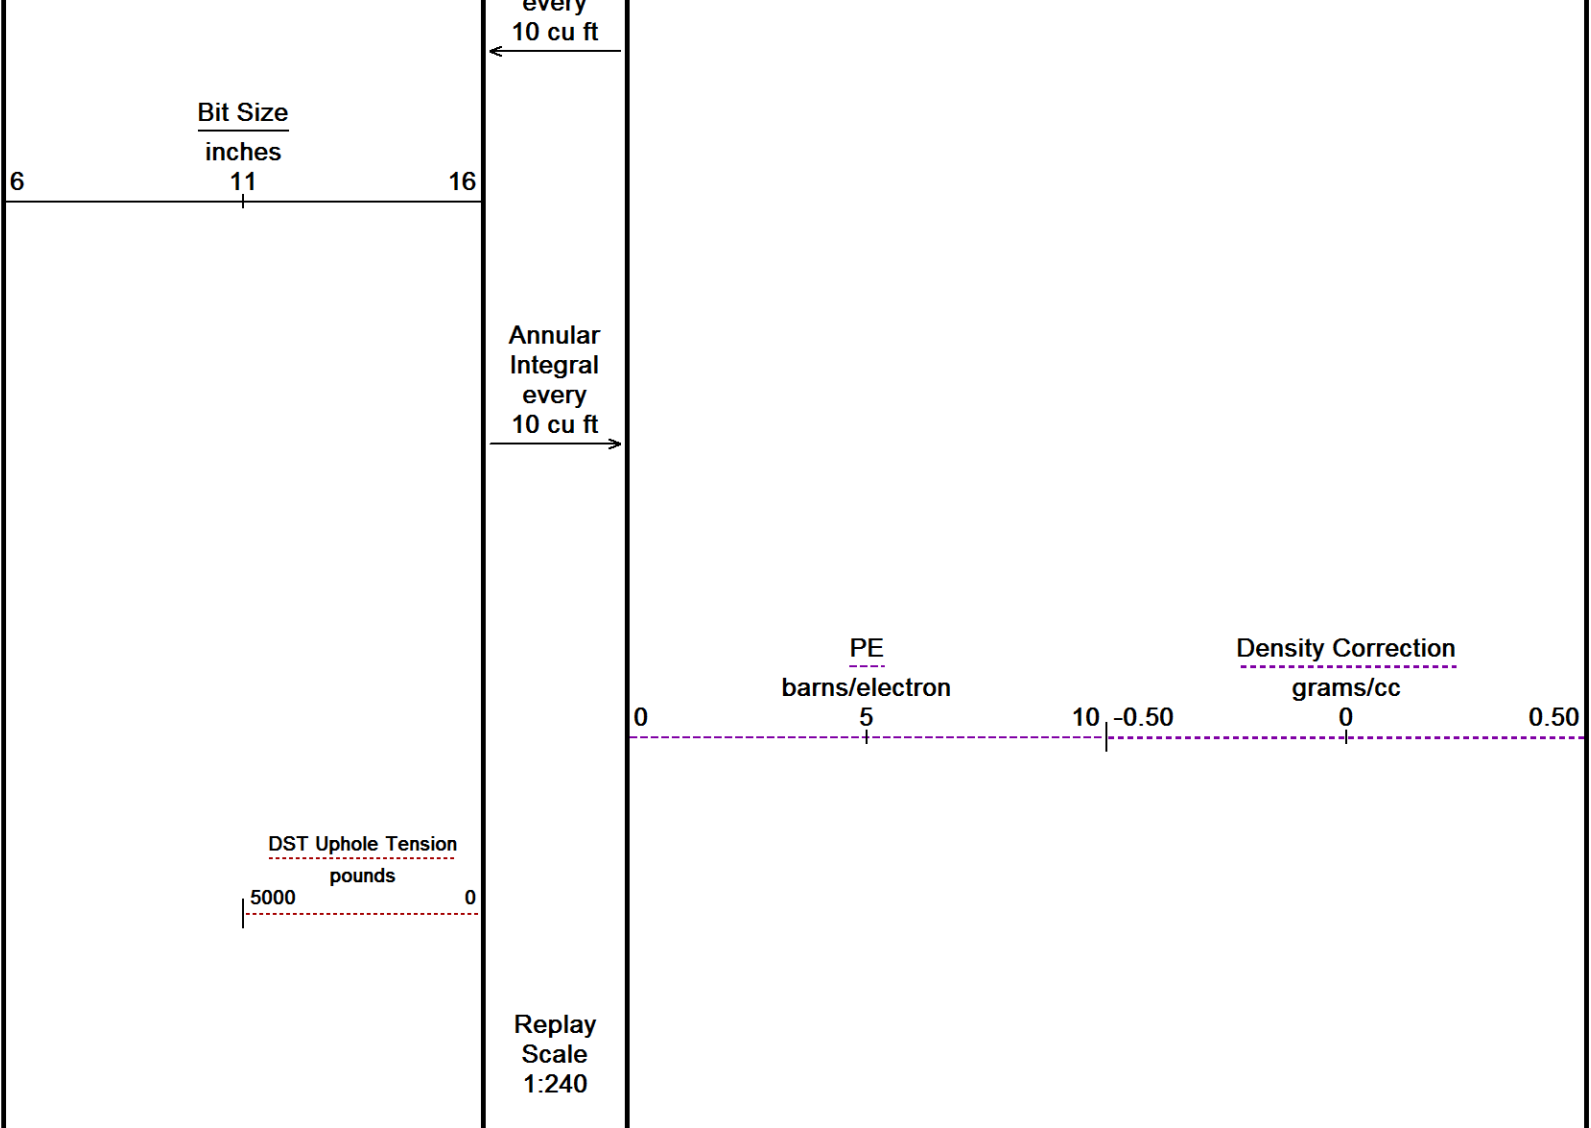 every
10 cu ft
Bit Size
inches
6 11 16
Annular
Integral
every
10 cu ft
PE
barns/electron
0 5 10
Density Correction
grams/cc
-0.50 0 0.50
DST Uphole Tension
pounds
5000 0
Replay
Scale
1:240